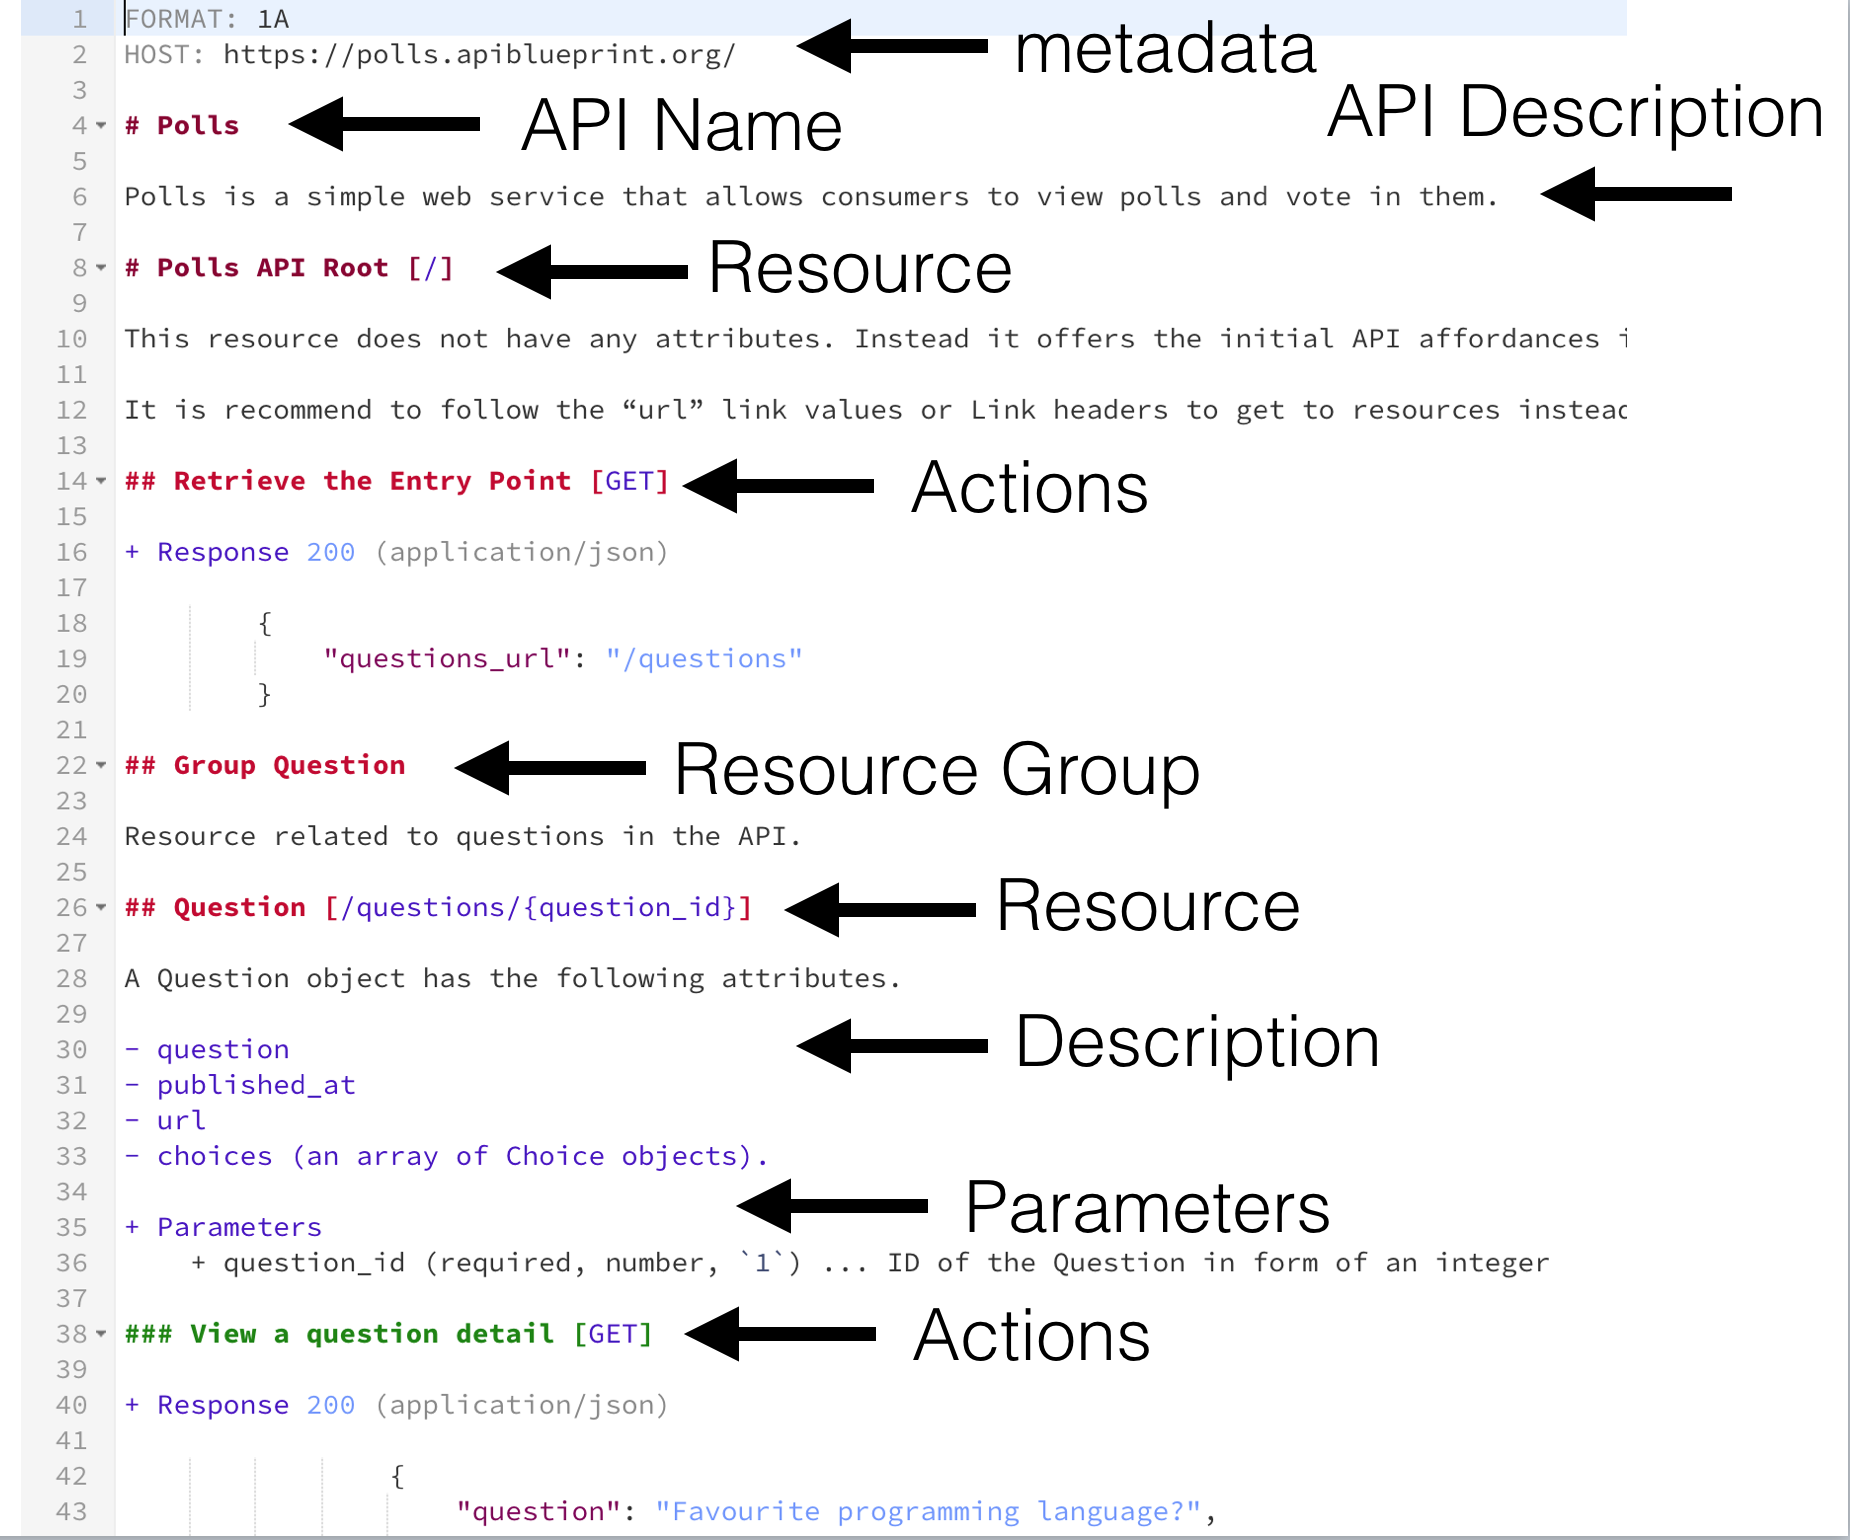 1 FORMAT: 1A
2 HOST: https://polls.apiblueprint.org/ metadata
3
4 # Polls API Name API Description
5
6 Polls is a simple web service that allows consumers to view polls and vote in them.
7
8 # Polls API Root [/] Resource
9
10 This resource does not have any attributes. Instead it offers the initial API affordances i
11
12 It is recommend to follow the “url” link values or Link headers to get to resources instead
13
14 ## Retrieve the Entry Point [GET] Actions
15
16 + Response 200 (application/json)
17
18 {
19 "questions_url": "/questions"
20 }
21
22 ## Group Question Resource Group
23
24 Resource related to questions in the API.
25
26 ## Question [/questions/{question_id}] Resource
27
28 A Question object has the following attributes.
29
30 - question Description
31 - published_at
32 - url
33 - choices (an array of Choice objects).
34
35 + Parameters Parameters
36 + question_id (required, number, `1`) ... ID of the Question in form of an integer
37
38 ### View a question detail [GET] Actions
39
40 + Response 200 (application/json)
41
42 {
43 "question": "Favourite programming language?",